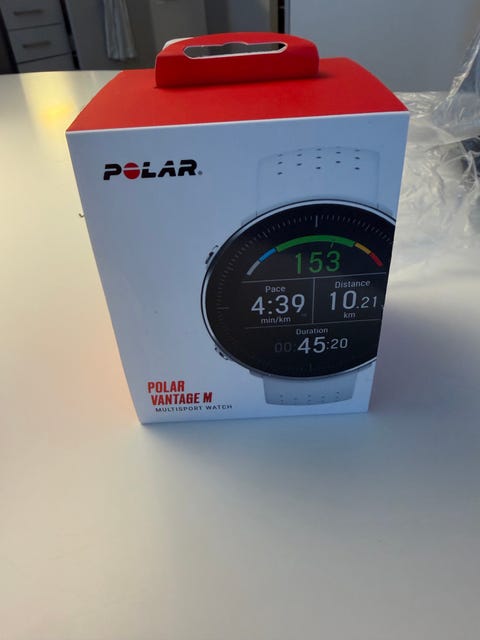 POLAR
153
Pace
Distance
4:39
10.21
min/km
km
Duration
00:45:20
POLAR
VANTAGE M
MULTISPORT WATCH